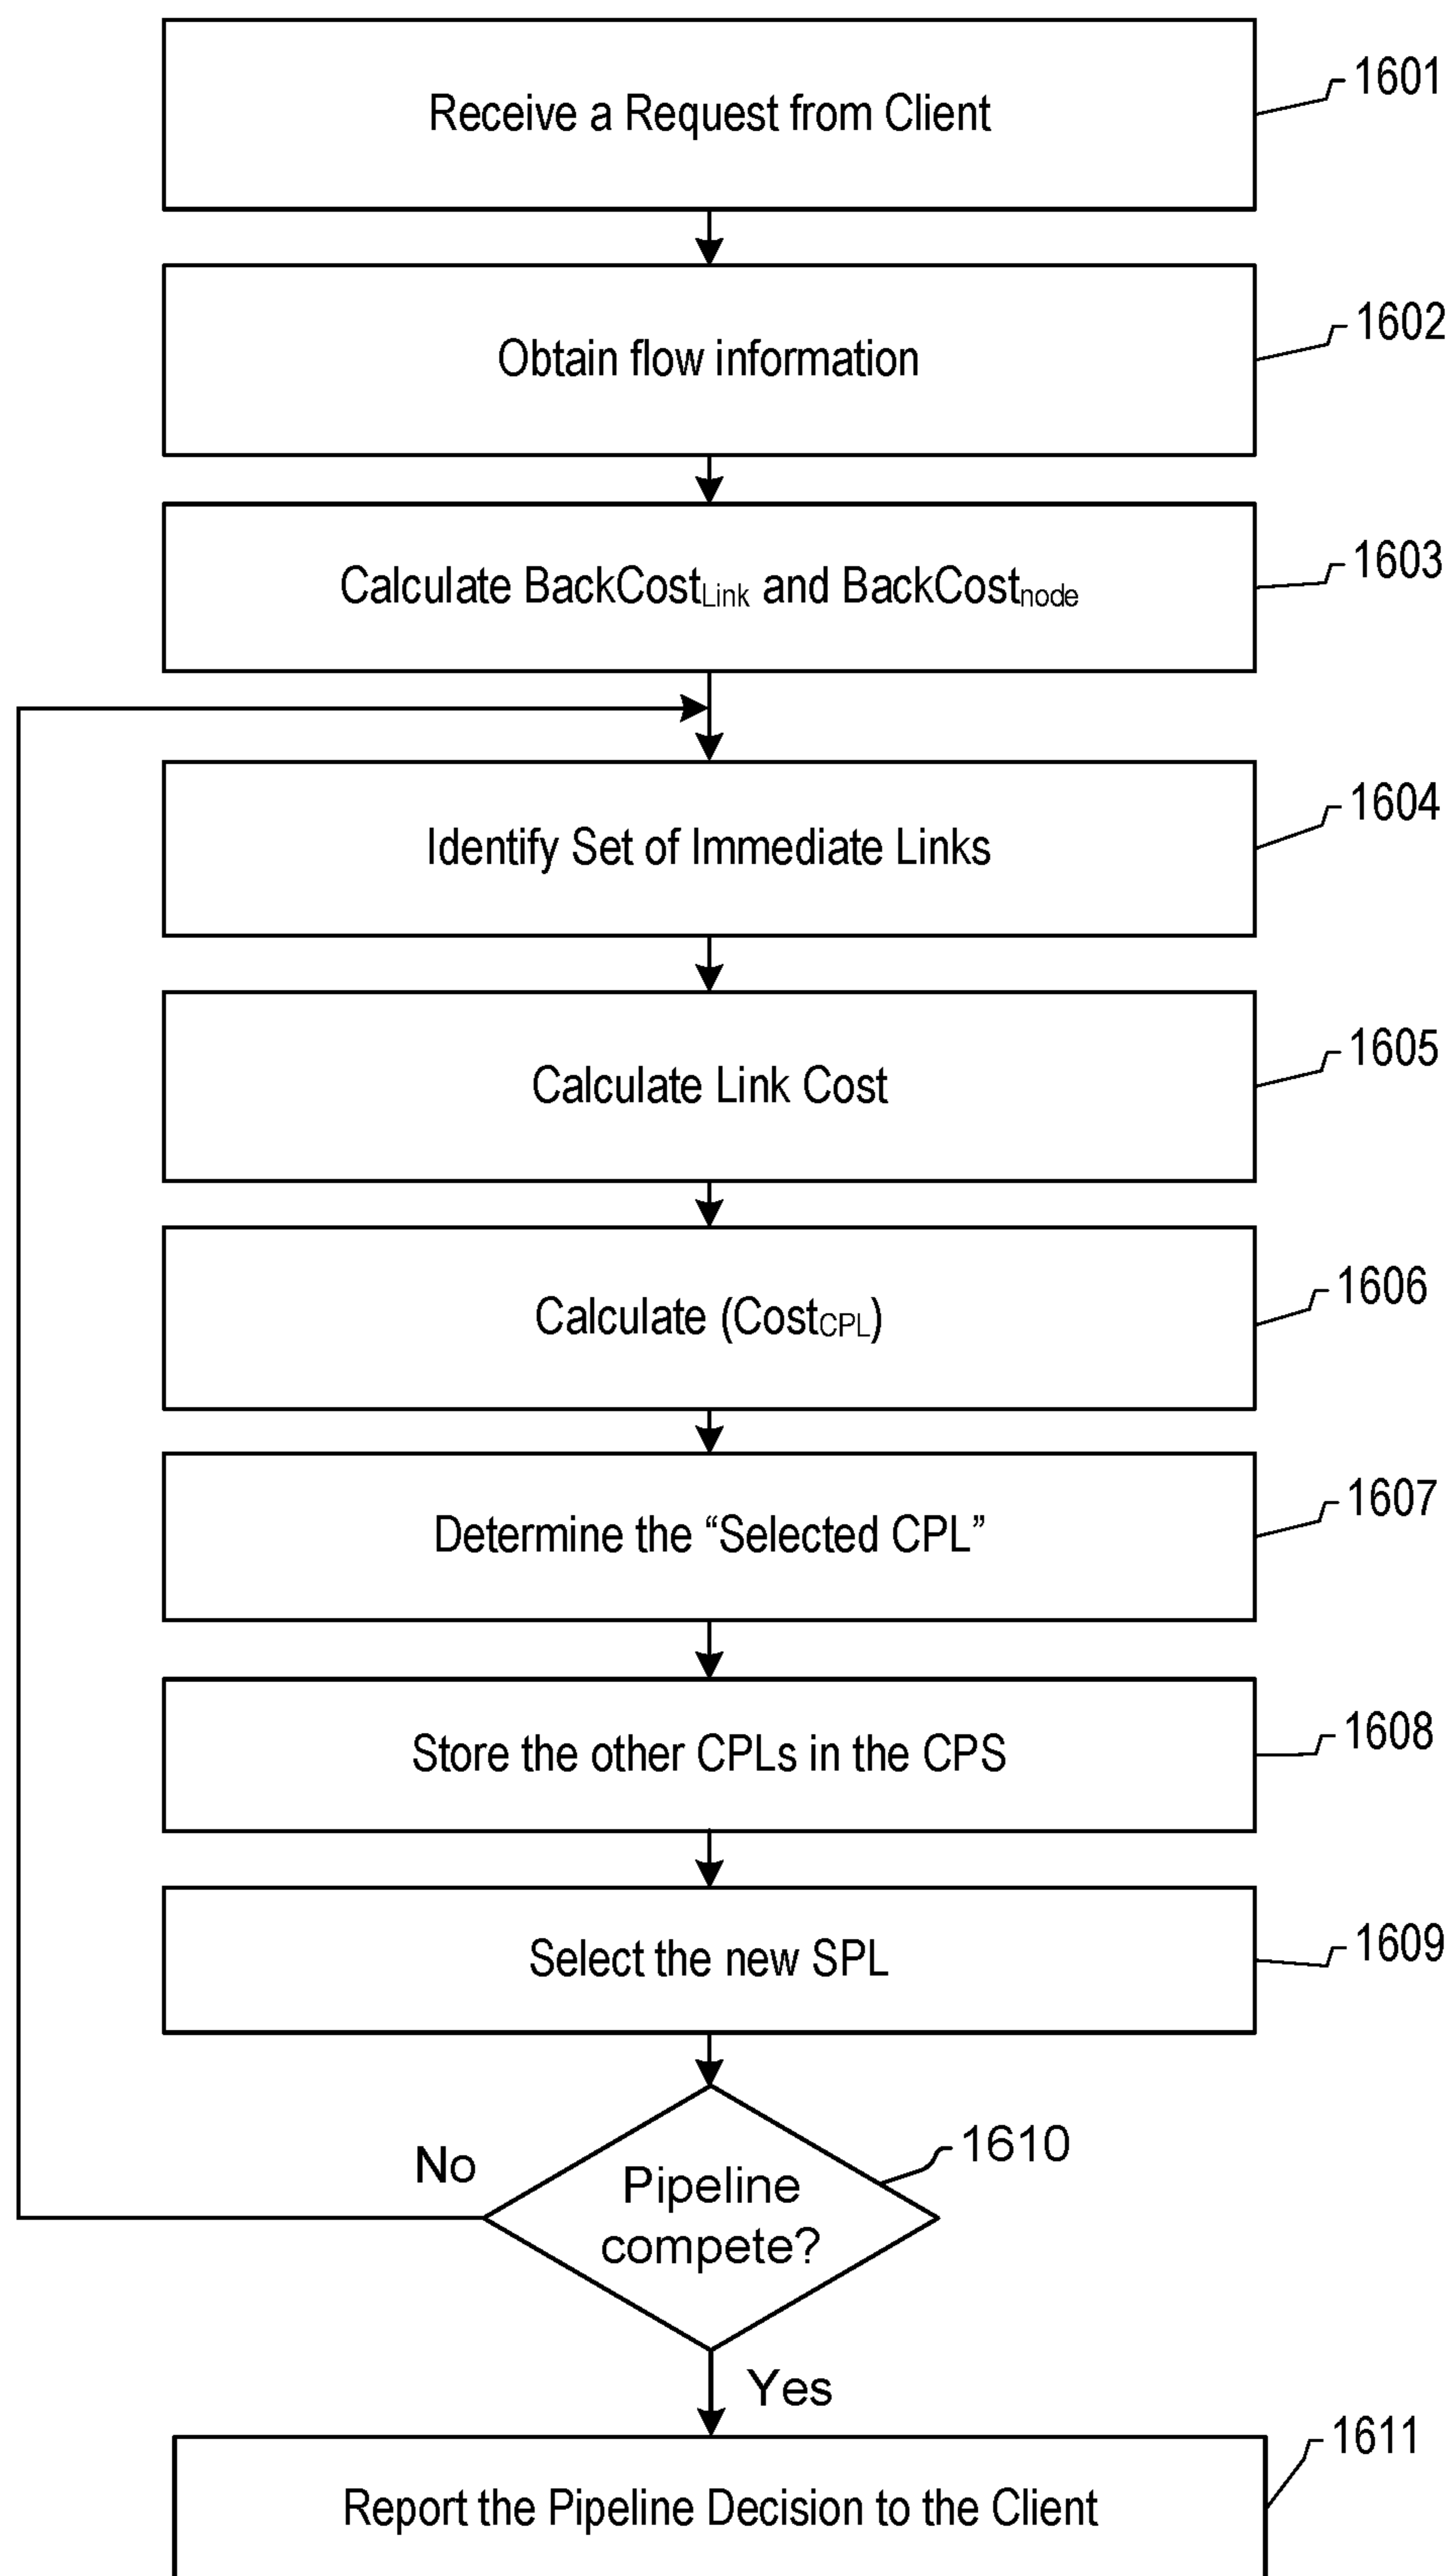 Receive a Request from Client
1601
Obtain flow information
1602
Calculate BackCostLink and BackCostnode
1603
Identify Set of Immediate Links
1604
Calculate Link Cost
1605
Calculate (CostCPL)
1606
Determine the “Selected CPL”
1607
Store the other CPLs in the CPS
1608
Select the new SPL
1609
No
Pipeline
compete?
1610
Yes
Report the Pipeline Decision to the Client
1611